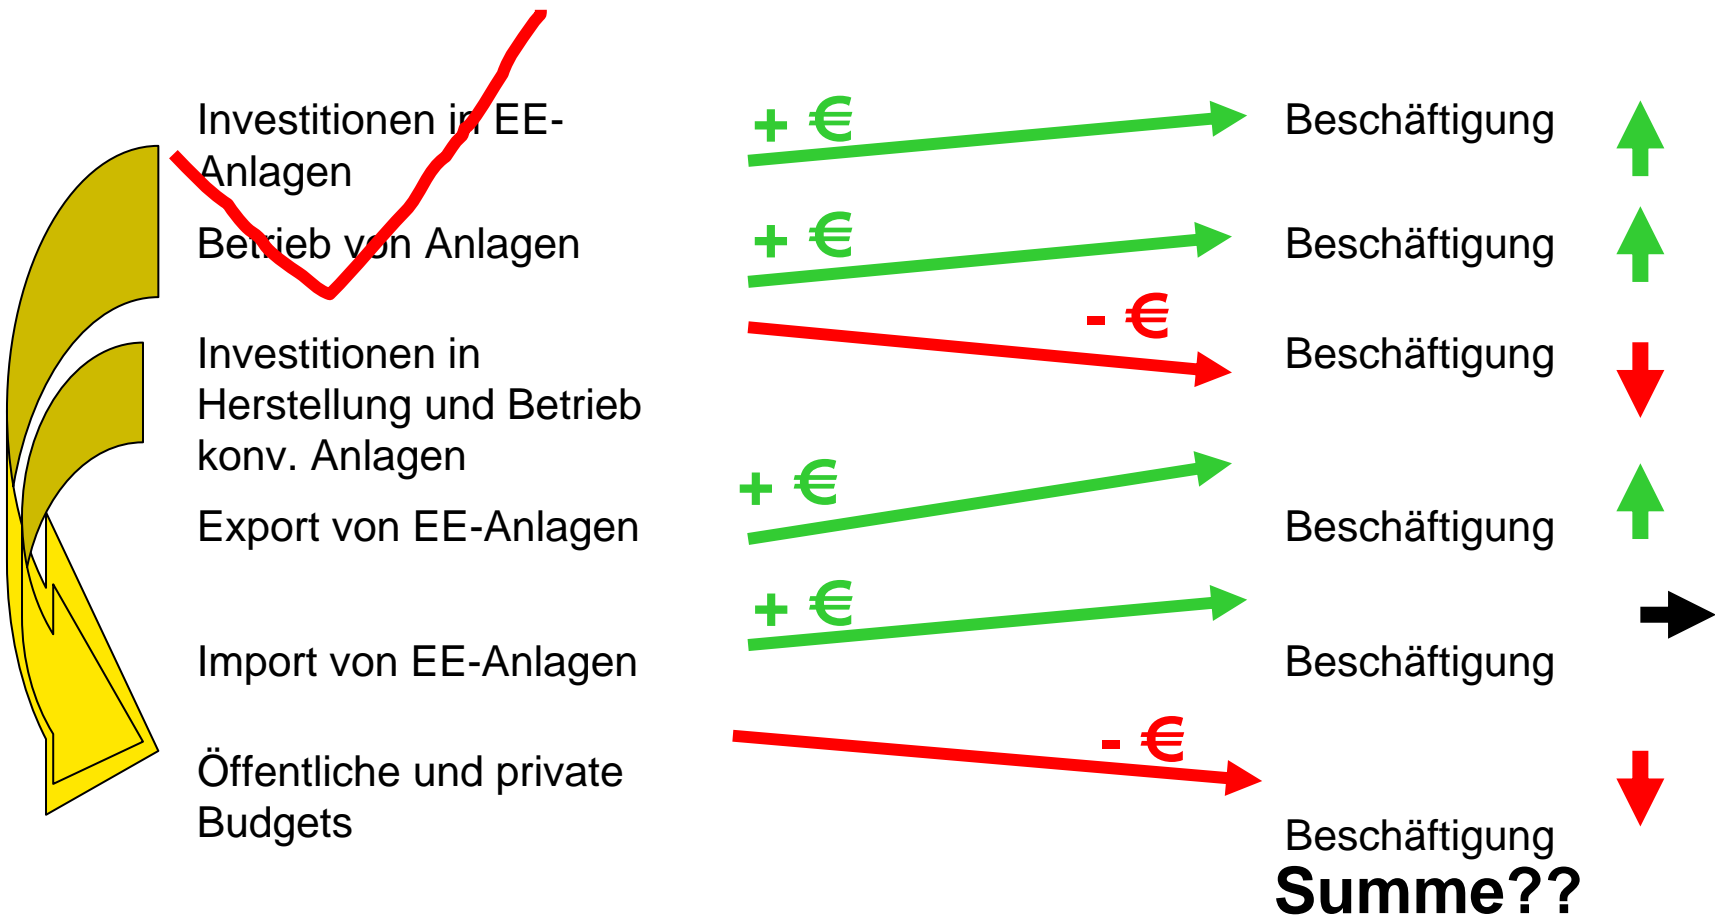 Investitionen in EE-
Anlagen
+ €
Beschäftigung
Betrieb von Anlagen
+ €
Beschäftigung
Investitionen in
Herstellung und Betrieb
konv. Anlagen
- €
Beschäftigung
Export von EE-Anlagen
+ €
Beschäftigung
Import von EE-Anlagen
+ €
Beschäftigung
Öffentliche und private
Budgets
- €
Beschäftigung
Summe??